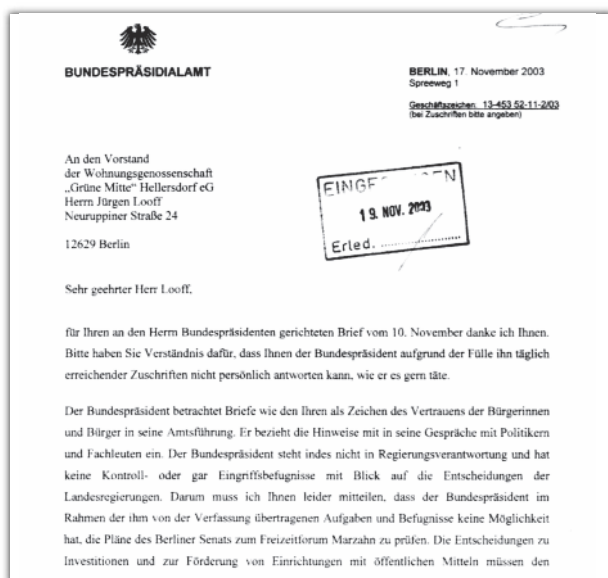 BUNDESPRÄSIDIALAMT
BERLIN, 17. November 2003
Spreeweg 1
Geschäftszeichen: 13-453 52-11-2/03
(bei Zuschriften bitte angeben)
An den Vorstand
der Wohnungsgenossenschaft
„Grüne Mitte“ Hellersdorf eG
Herrn Jürgen Looff
Neuruppiner Straße 24
12629 Berlin
EINGE EN
19. NOV. 2003
Erled.
Sehr geehrter Herr Looff,
für Ihren an den Herrn Bundespräsidenten gerichteten Brief vom 10. November danke ich Ihnen.
Bitte haben Sie Verständnis dafür, dass Ihnen der Bundespräsident aufgrund der Fülle ihn täglich
erreichender Zuschriften nicht persönlich antworten kann, wie er es gern täte.
Der Bundespräsident betrachtet Briefe wie den Ihren als Zeichen des Vertrauens der Bürgerinnen
und Bürger in seine Amtsführung. Er bezieht die Hinweise mit in seine Gespräche mit Politikern
und Fachleuten ein. Der Bundespräsident steht indes nicht in Regierungsverantwortung und hat
keine Kontroll- oder gar Eingriffsbefugnisse mit Blick auf die Entscheidungen der
Landesregierungen. Darum muss ich Ihnen leider mitteilen, dass der Bundespräsident im
Rahmen der ihm von der Verfassung übertragenen Aufgaben und Befugnisse keine Möglichkeit
hat, die Pläne des Berliner Senats zum Freizeitforum Marzahn zu prüfen. Die Entscheidungen zu
Investitionen und zur Förderung von Einrichtungen mit öffentlichen Mitteln müssen den